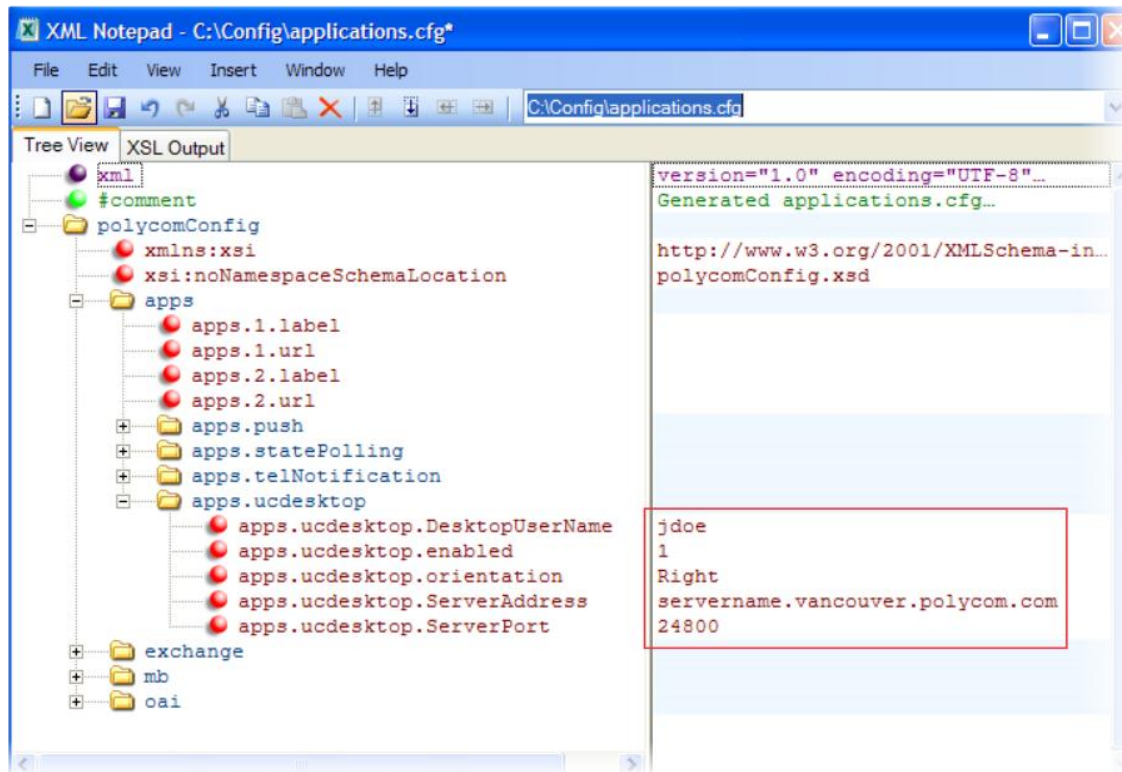 XML Notepad - C:\Config\applications.cfg*
File Edit View Insert Window Help
C:\Config\applications.cfg
Tree View XSL Output
xml version="1.0" encoding="UTF-8"…
#comment Generated applications.cfg…
polycomConfig
xmlns:xsi http://www.w3.org/2001/XMLSchema-in…
xsi:noNamespaceSchemaLocation polycomConfig.xsd
apps
apps.1.label
apps.1.url
apps.2.label
apps.2.url
apps.push
apps.statePolling
apps.telNotification
apps.ucdesktop
apps.ucdesktop.DesktopUserName jdoe
apps.ucdesktop.enabled 1
apps.ucdesktop.orientation Right
apps.ucdesktop.ServerAddress servername.vancouver.polycom.com
apps.ucdesktop.ServerPort 24800
exchange
mb
oai